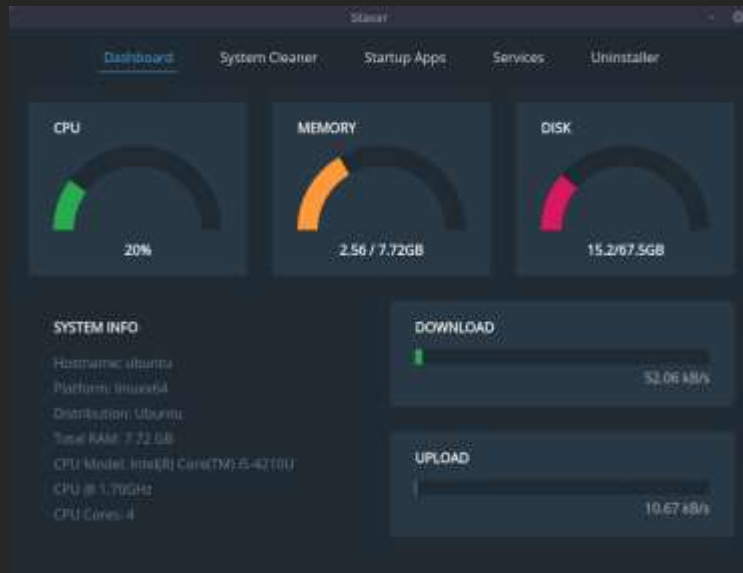 Stacer
Dashboard System Cleaner Startup Apps Services Uninstaller
CPU MEMORY DISK
20% 2.56 / 7.72GB 15.2/67.5GB
SYSTEM INFO
Hostname: ubuntu
Platform: linuxx64
Distribution: Ubuntu
Total RAM: 7.72 GB
CPU Model: Intel(R) Core(TM) i5-4210U
CPU @ 1.70GHz
CPU Cores: 4
DOWNLOAD
52.06 kB/s
UPLOAD
10.67 kB/s